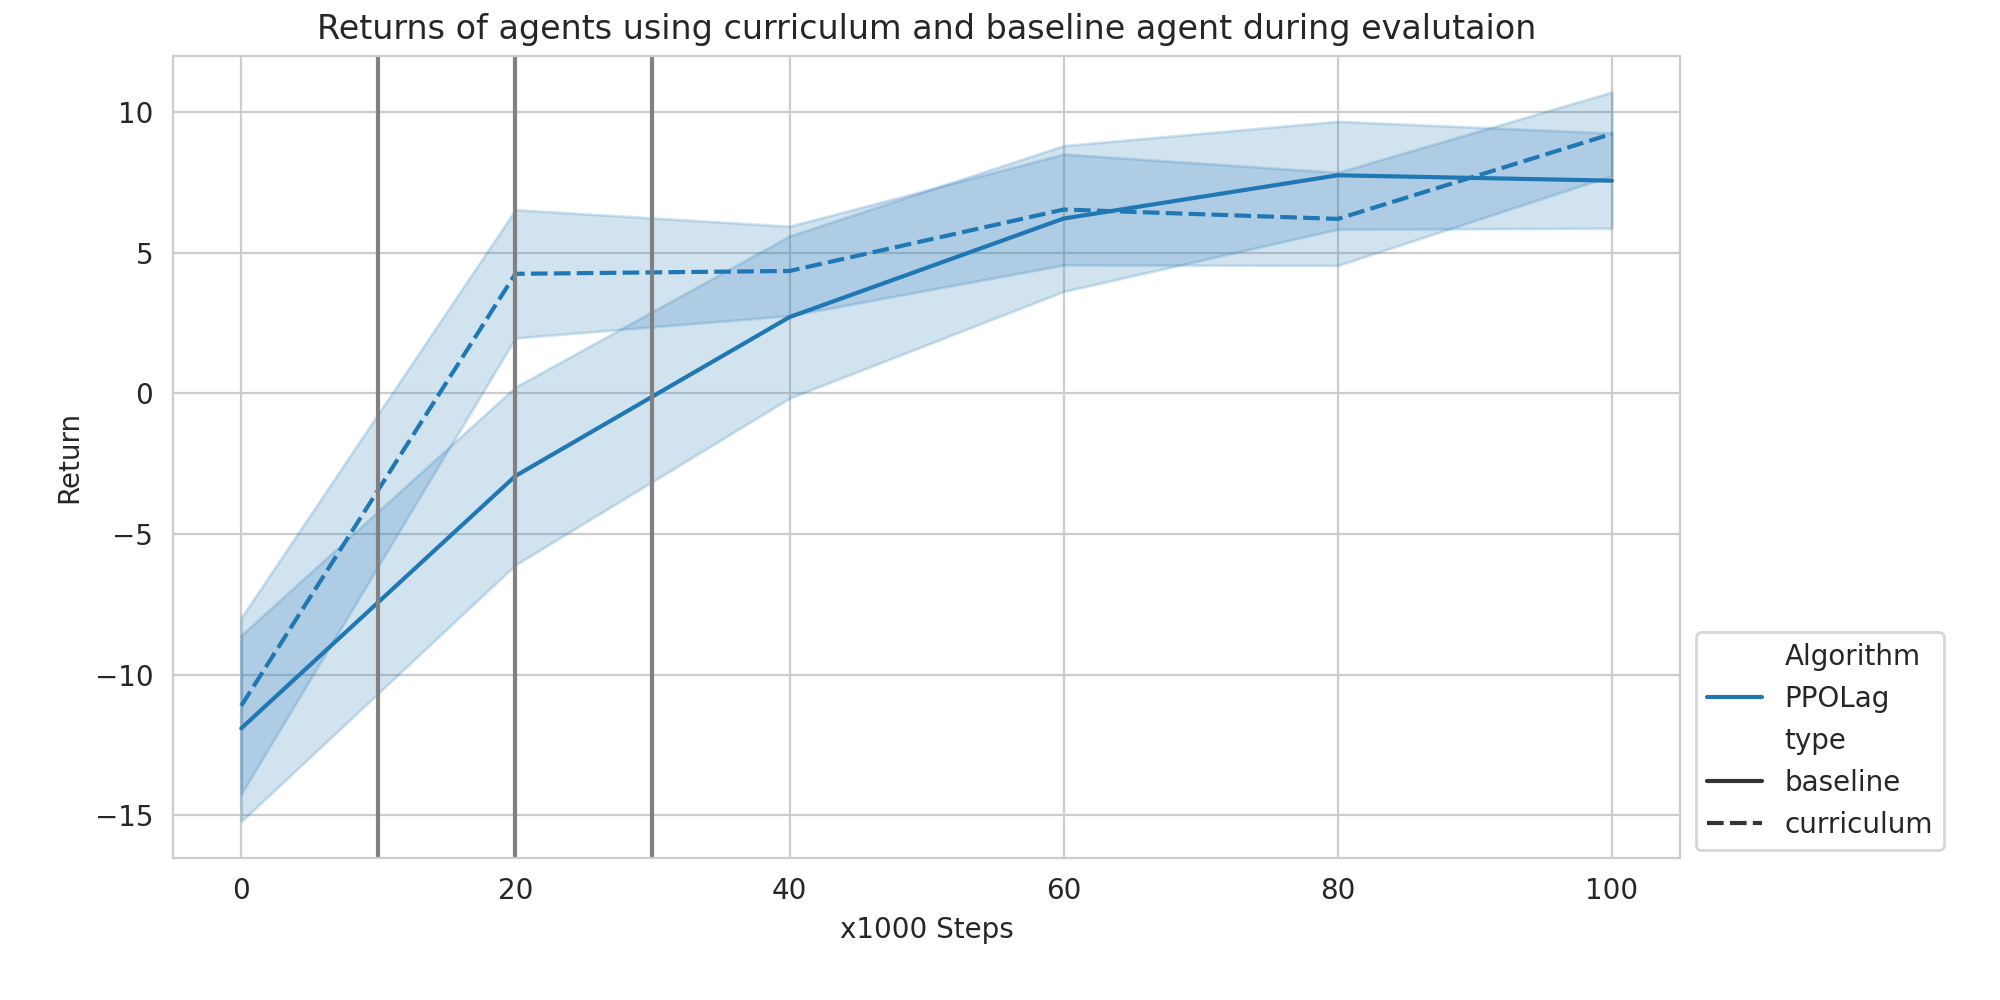 Returns of agents using curriculum and baseline agent during evalutaion
10
5
0
−5
−10
−15
Return
0 20 40 60 80 100
x1000 Steps
Algorithm
PPOLag
type
baseline
curriculum